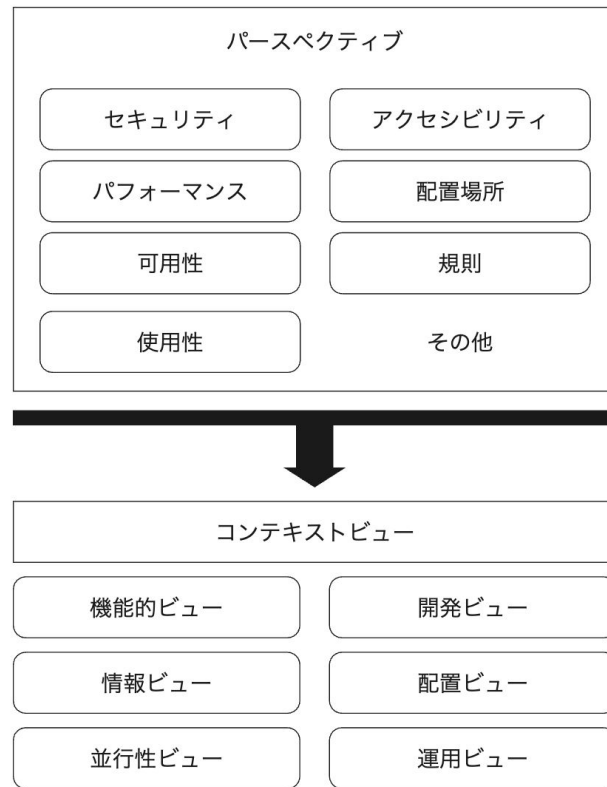 パースペクティブ
セキュリティ
アクセシビリティ
パフォーマンス
配置場所
可用性
規則
使用性
その他
コンテキストビュー
機能的ビュー
開発ビュー
情報ビュー
配置ビュー
並行性ビュー
運用ビュー